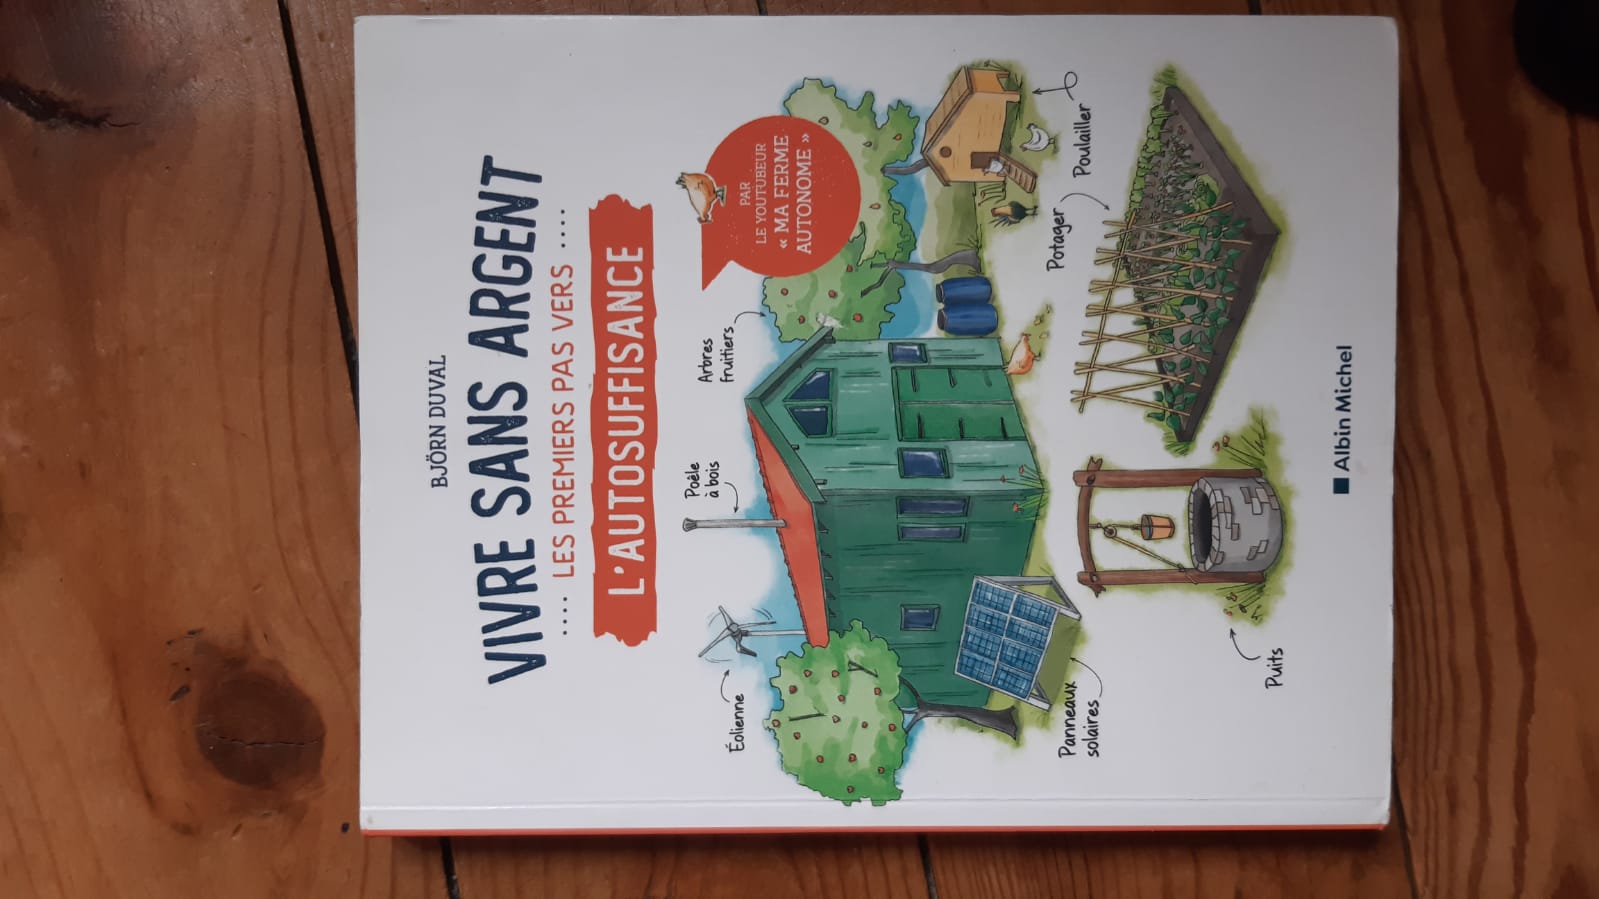 BJÖRN DUVAL
VIVRE SANS ARGENT
.... LES PREMIERS PAS VERS ....
L'AUTOSUFFISANCE
Poêle
à bois
Arbres
fruitiers
Éolienne
PAR
LE YOUTUBEUR
« MA FERME
AUTONOME »
Panneaux
solaires
Potager
Poulailler
Puits
Albin Michel